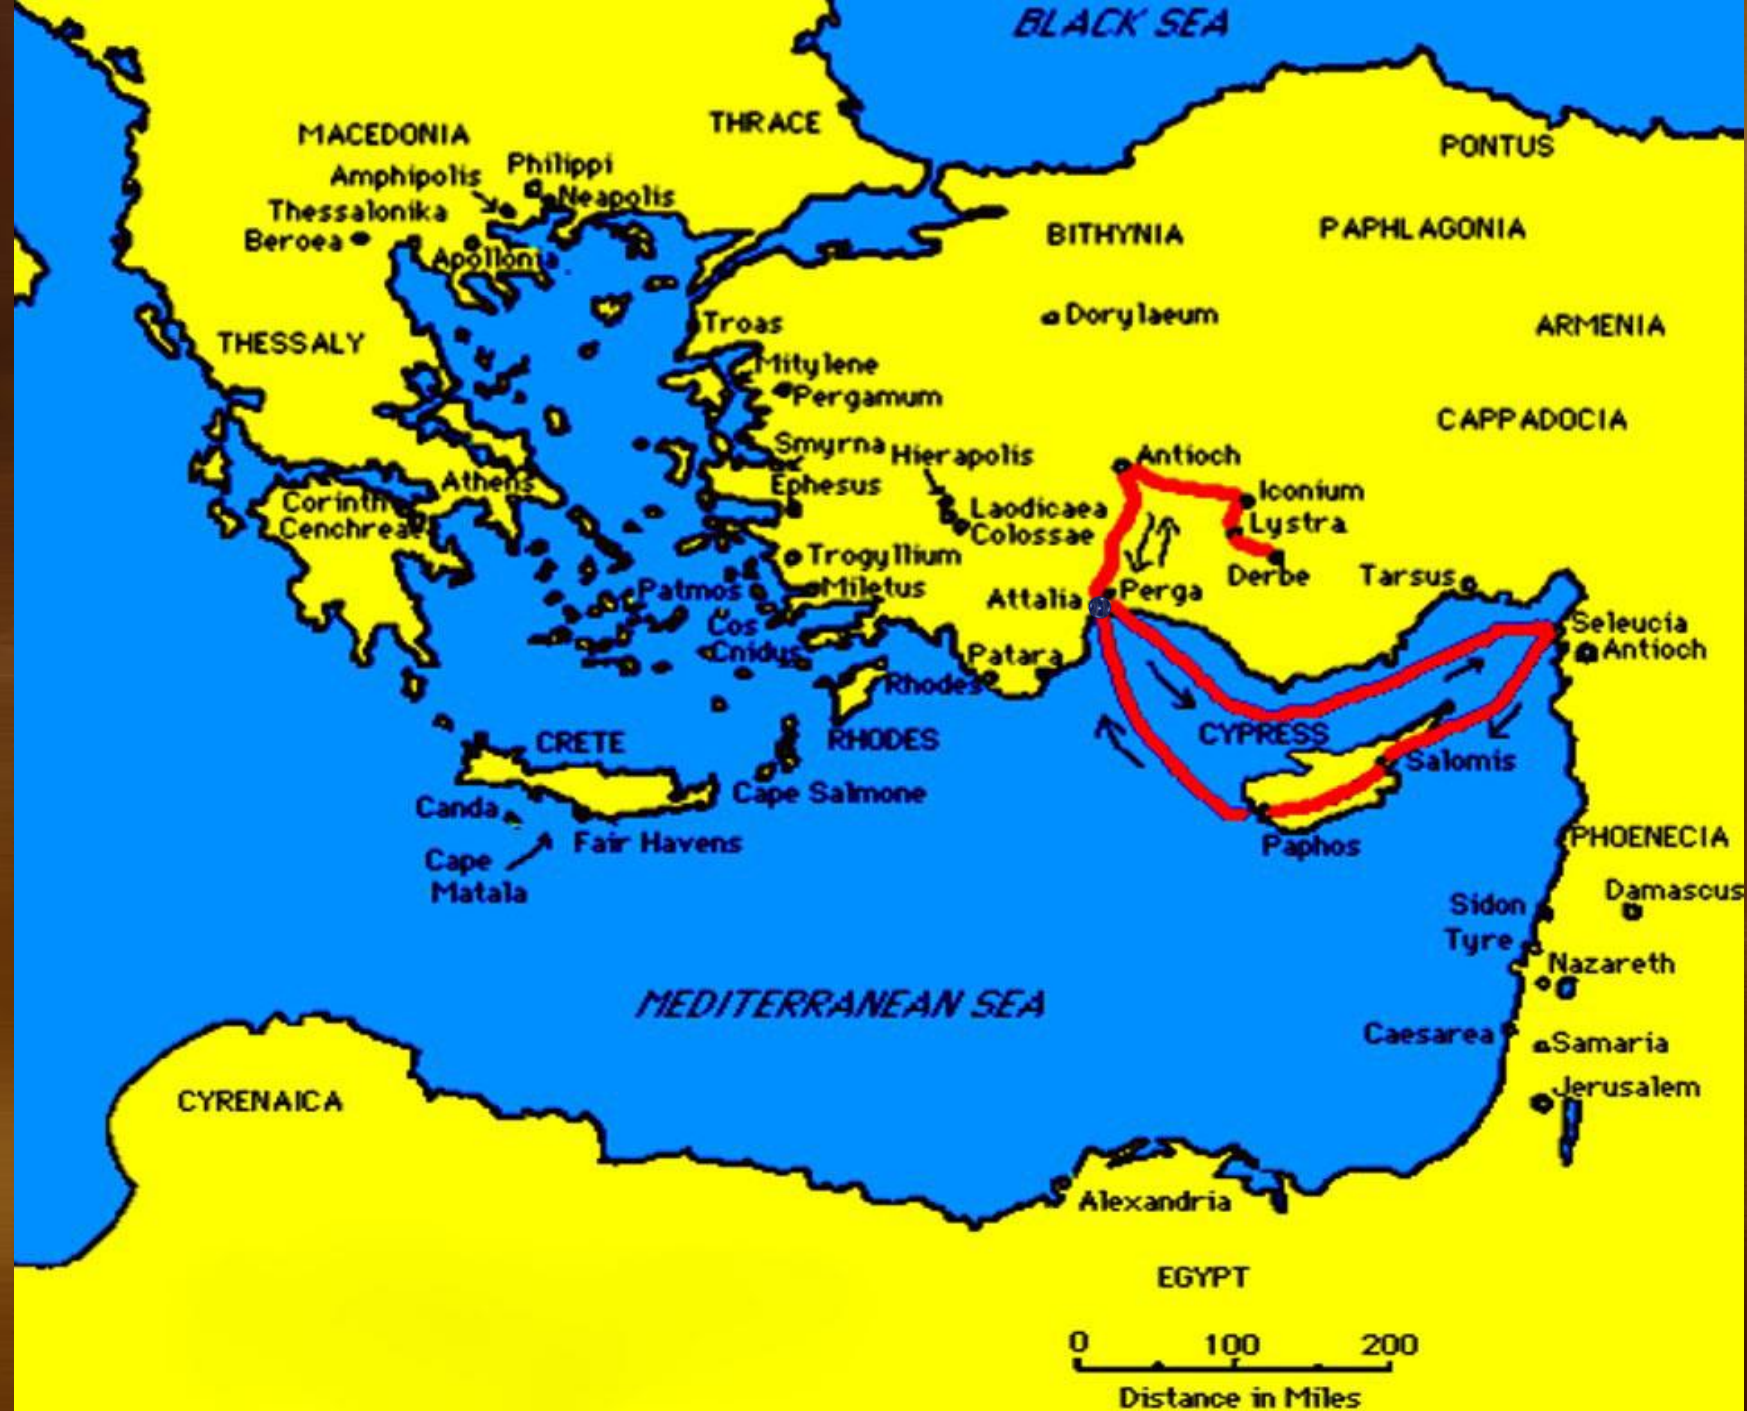 BLACK SEA
THRACE
MACEDONIA
PONTUS
Philippi
Amphipolis
Neapolis
Thessalonika
Beroea
BITHYNIA
PAPHLAGONIA
Apollonia
Dorylaeum
Troas
ARMENIA
THESSALY
Mitylene
Pergamum
CAPPADOCIA
Smyrna
Hierapolis
Antioch
Athens
Ephesus
Iconium
Corinth
Laodicaea
Lystra
Cenchreae
Colossae
Trogyllium
Derbe
Tarsus
Patmos
Miletus
Attalia
Perga
Cos
Seleucia
Cnidus
Patara
Antioch
Rhodes
CRETE
RHODES
CYPRESS
Salomis
Cape Salmone
Canda
Fair Havens
Paphos
PHOENECIA
Cape
Matala
Damascus
Sidon
Tyre
Nazareth
MEDITERRANEAN SEA
Caesarea
Samaria
Jerusalem
CYRENAICA
Alexandria
EGYPT
0 100 200
Distance in Miles